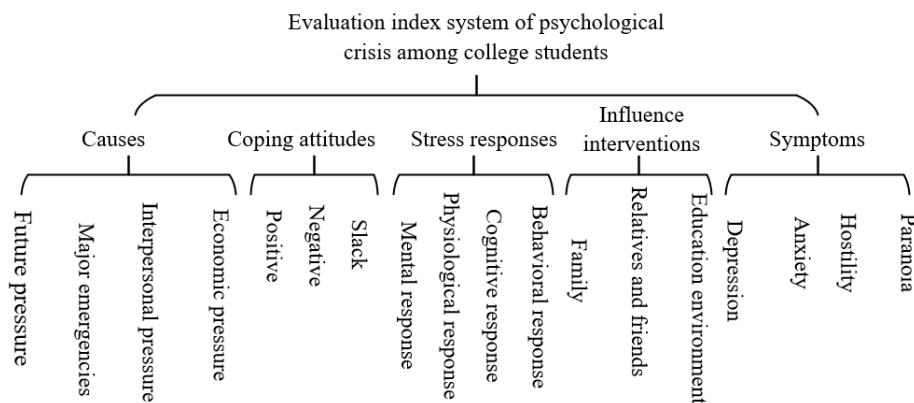 Evaluation index system of psychological
crisis among college students
Causes
Coping attitudes
Stress responses
Influence
interventions
Symptoms
Future pressure
Major emergencies
Interpersonal pressure
Economic pressure
Positive
Negative
Slack
Mental response
Physiological response
Cognitive response
Behavioral response
Family
Relatives and friends
Education environment
Depression
Anxiety
Hostility
Paranoia